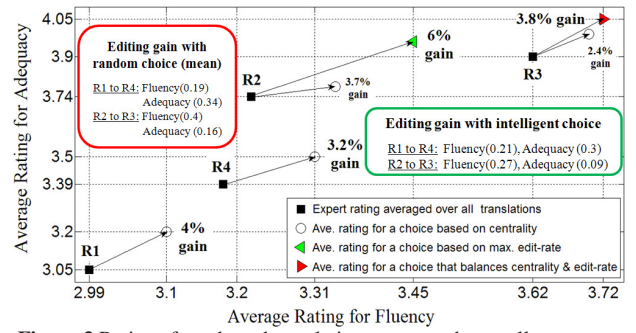 4.05
3.9
3.74
3.5
3.39
3.2
3.05
Average Rating for Adequacy
Editing gain with
random choice (mean)
R1 to R4: Fluency(0.19)
Adequacy (0.34)
R2 to R3: Fluency(0.4)
Adequacy (0.16)
R2
6%
gain
3.7%
gain
3.8% gain
R3
2.4%
gain
Editing gain with intelligent choice
R1 to R4: Fluency(0.21), Adequacy (0.3)
R2 to R3: Fluency(0.27), Adequacy (0.09)
R4
3.2%
gain
R1
4%
gain
Expert rating averaged over all translations
Ave. rating for a choice based on centrality
Ave. rating for a choice based on max. edit-rate
Ave. rating for a choice that balances centrality & edit-rate
2.99 3.1 3.2 3.31 3.45 3.62 3.72
Average Rating for Fluency